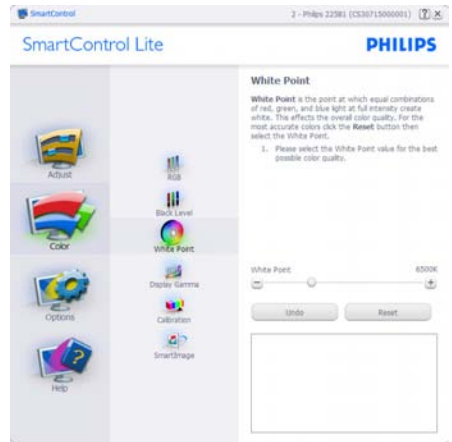 SmartControl
2 - Philips 225B1 (CS30715000001)
SmartControl Lite
PHILIPS
Adjust
Color
Options
Help
RGB
Black Level
White Point
Display Gamma
Calibration
SmartImage
White Point
White Point is the point at which equal combinations
of red, green, and blue light at full intensity create
white. The effects the overall color quality. For the
most accurate colors click the Reset button then
select the White Point.
1. Please select the White Point value for the best
possible color quality.
White Point 6500K
Undo
Reset